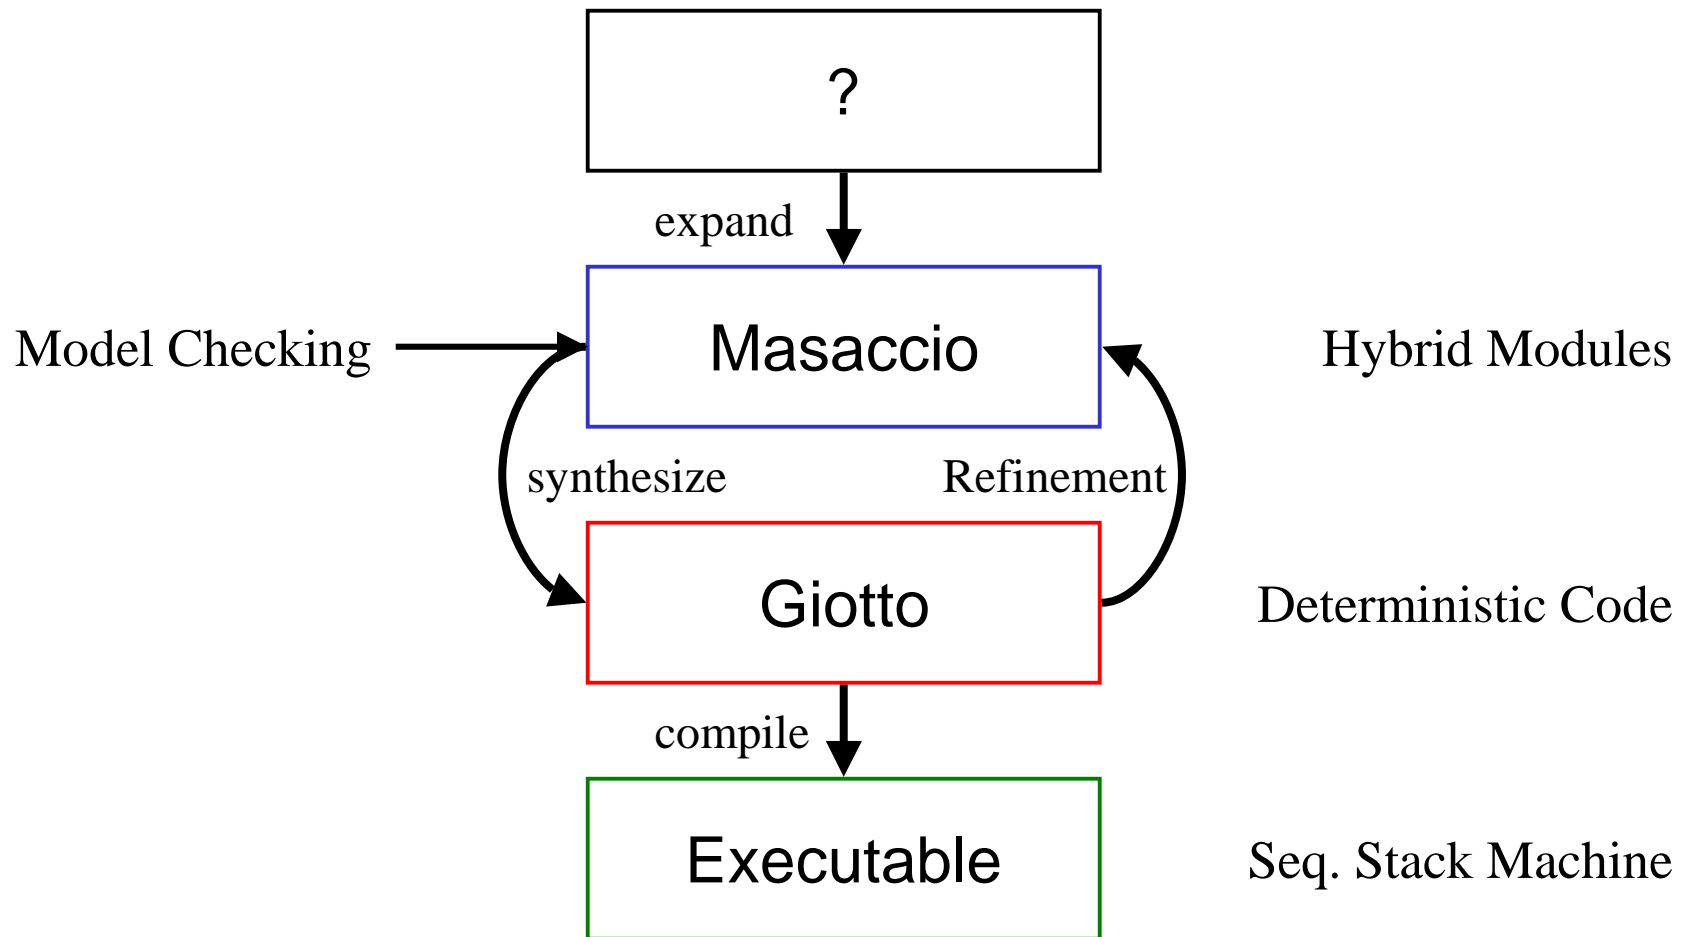 ?
expand
Model Checking
Masaccio
Hybrid Modules
synthesize
Refinement
Giotto
Deterministic Code
compile
Executable
Seq. Stack Machine